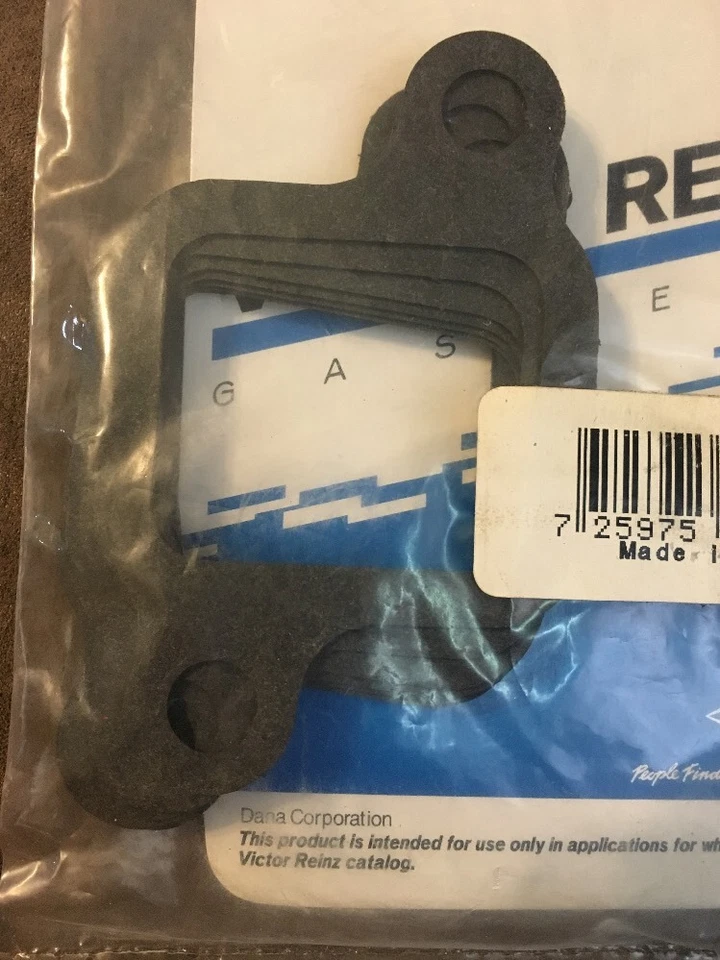 RE
G A S E
7 25975
Made
People Find
Dana Corporation
This product is intended for use only in applications for wh
Victor Reinz catalog.